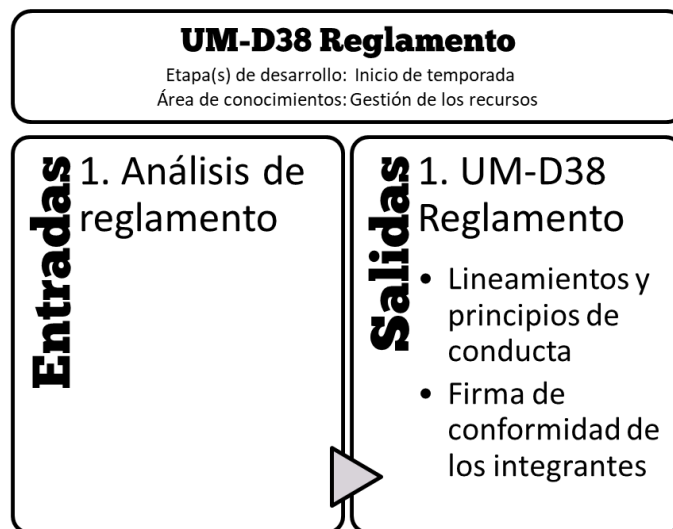 UM-D38 Reglamento
Etapa(s) de desarrollo: Inicio de temporada
Área de conocimientos: Gestión de los recursos
Entradas
1. Análisis de
reglamento
Salidas
1. UM-D38
Reglamento
• Lineamientos y
principios de
conducta
• Firma de
conformidad de
los integrantes